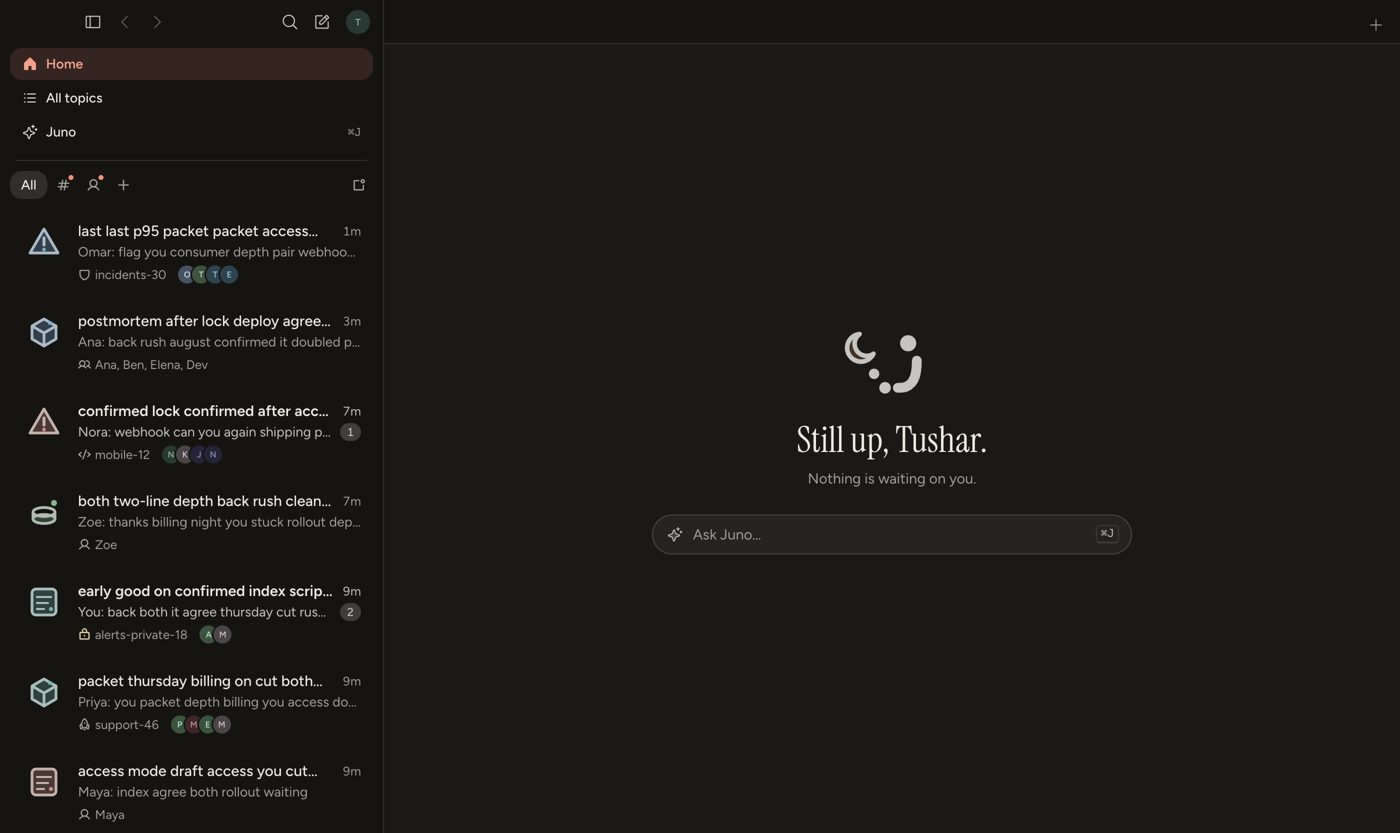 T
Home
All topics
Juno ⌘J
All
last last p95 packet packet access... 1m
Omar: flag you consumer depth pair webhoo...
incidents-30 O T T E
postmortem after lock deploy agree... 3m
Ana: back rush august confirmed it doubled p...
Ana, Ben, Elena, Dev
confirmed lock confirmed after acc... 7m
Nora: webhook can you again shipping p... 1
mobile-12 N K J N
both two-line depth back rush clean... 7m
Zoe: thanks billing night you stuck rollout dep...
Zoe
early good on confirmed index scrip... 9m
You: back both it agree thursday cut rus... 2
alerts-private-18 A M
packet thursday billing on cut both... 9m
Priya: you packet depth billing you access do...
support-46 P M E M
access mode draft access you cut... 9m
Maya: index agree both rollout waiting
Maya
Still up, Tushar.
Nothing is waiting on you.
Ask Juno... ⌘J